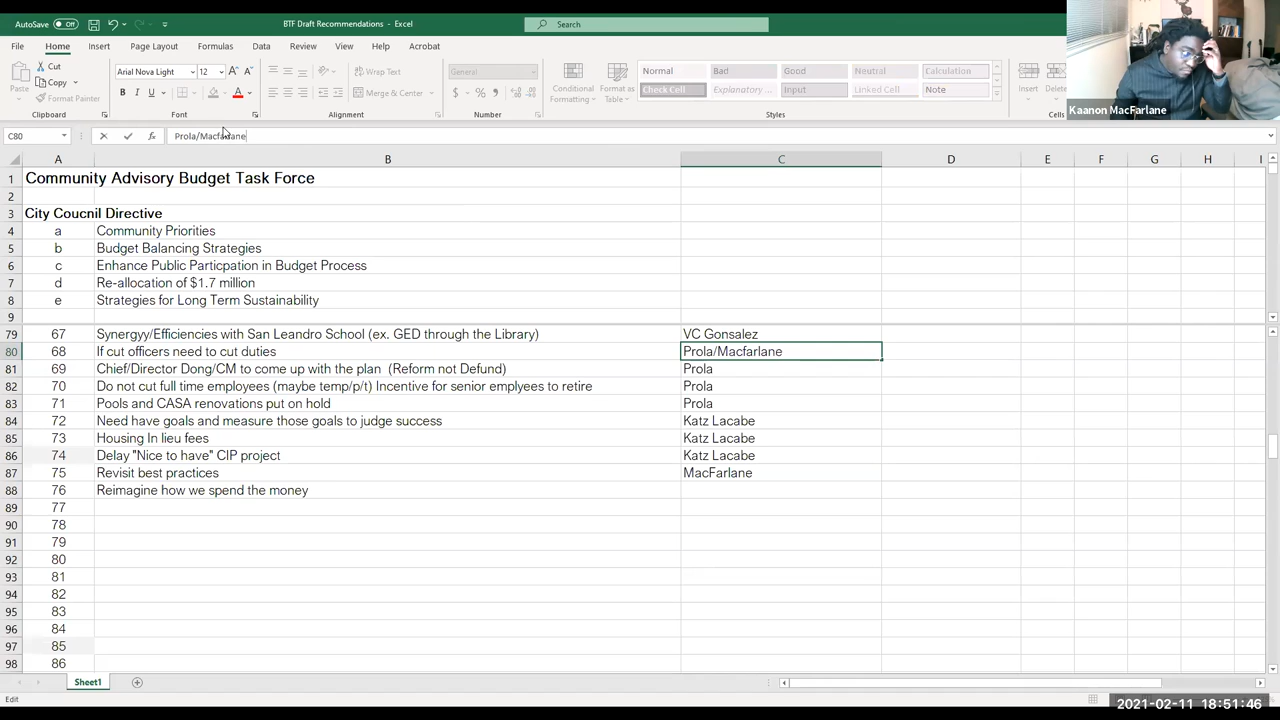 AutoSave Off BTF Draft Recommendations - Excel Search
File Home Insert Page Layout Formulas Data Review View Help Acrobat
Paste Cut Copy Format Painter
Arial Nova Light 12
B I U
Wrap Text
Merge & Center
General
$ %
Conditional Formatting
Format as Table
Normal Bad Good Neutral Calculation
Check Cell Explanatory ... Input Linked Cell Note
Insert Delete
Clipboard Font Alignment Number Styles Cells
Kaanon MacFarlane
C80 fx Prola/Macfarlane
A B C D E F G H I
1 Community Advisory Budget Task Force
2
3 City Coucnil Directive
4 a Community Priorities
5 b Budget Balancing Strategies
6 c Enhance Public Particpation in Budget Process
7 d Re-allocation of $1.7 million
8 e Strategies for Long Term Sustainability
9
79 67 Synergyy/Efficiencies with San Leandro School (ex. GED through the Library) VC Gonsalez
80 68 If cut officers need to cut duties Prola/Macfarlane
81 69 Chief/Director Dong/CM to come up with the plan (Reform not Defund) Prola
82 70 Do not cut full time employees (maybe temp/p/t) Incentive for senior emplyees to retire Prola
83 71 Pools and CASA renovations put on hold Prola
84 72 Need have goals and measure those goals to judge success Katz Lacabe
85 73 Housing In lieu fees Katz Lacabe
86 74 Delay "Nice to have" CIP project Katz Lacabe
87 75 Revisit best practices MacFarlane
88 76 Reimagine how we spend the money
89 77
90 78
91 79
92 80
93 81
94 82
95 83
96 84
97 85
98 86
Sheet1
Edit
2021-02-11 18:51:46